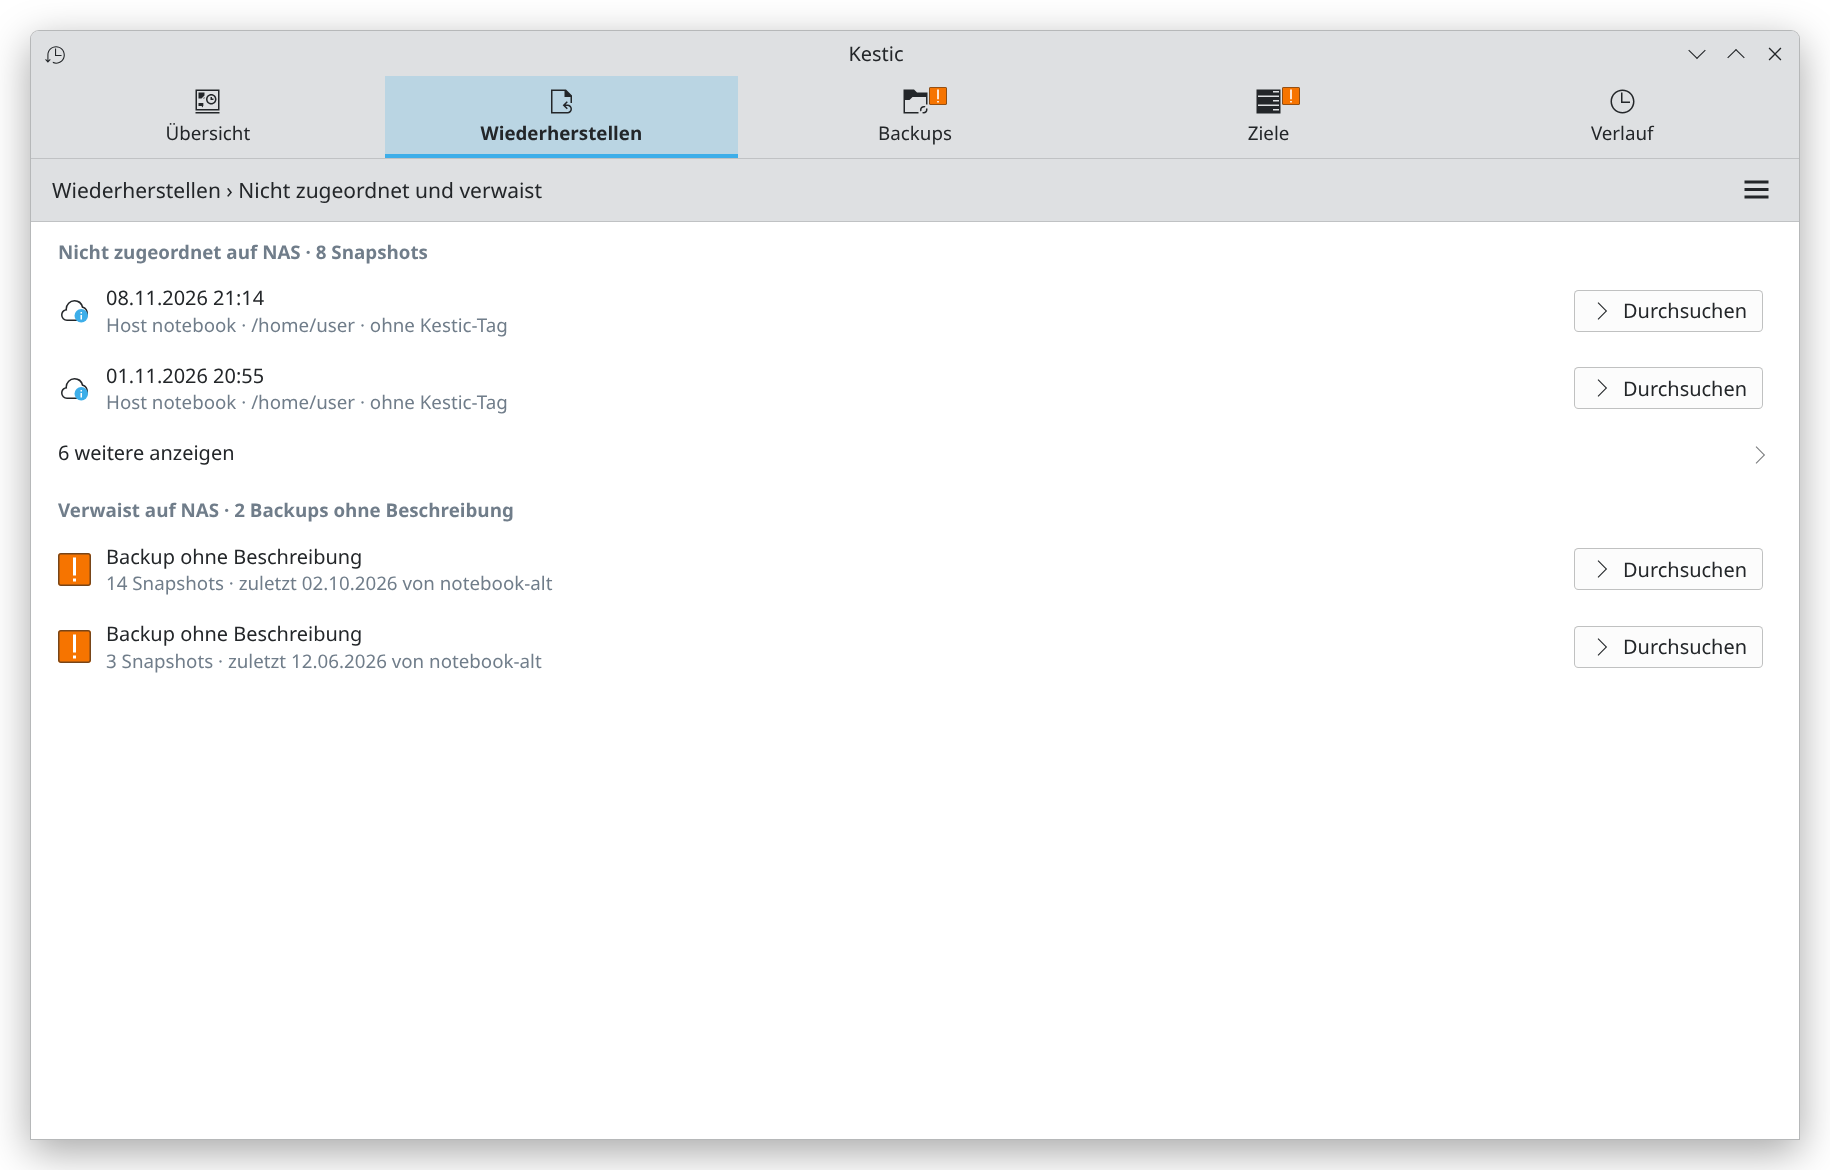 Kestic
Übersicht
Wiederherstellen
Backups
Ziele
Verlauf
Wiederherstellen › Nicht zugeordnet und verwaist
Nicht zugeordnet auf NAS · 8 Snapshots
08.11.2026 21:14
Host notebook · /home/user · ohne Kestic-Tag
Durchsuchen
01.11.2026 20:55
Host notebook · /home/user · ohne Kestic-Tag
Durchsuchen
6 weitere anzeigen
Verwaist auf NAS · 2 Backups ohne Beschreibung
Backup ohne Beschreibung
14 Snapshots · zuletzt 02.10.2026 von notebook-alt
Durchsuchen
Backup ohne Beschreibung
3 Snapshots · zuletzt 12.06.2026 von notebook-alt
Durchsuchen